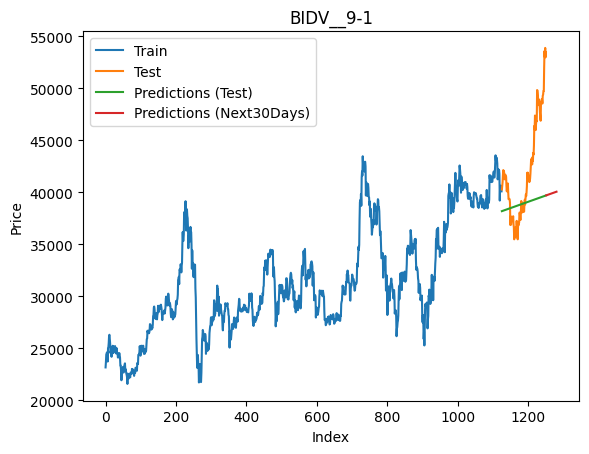 BIDV__9-1
Train
Test
Predictions (Test)
Predictions (Next30Days)
55000
50000
45000
40000
35000
30000
25000
20000
Price
0 200 400 600 800 1000 1200
Index